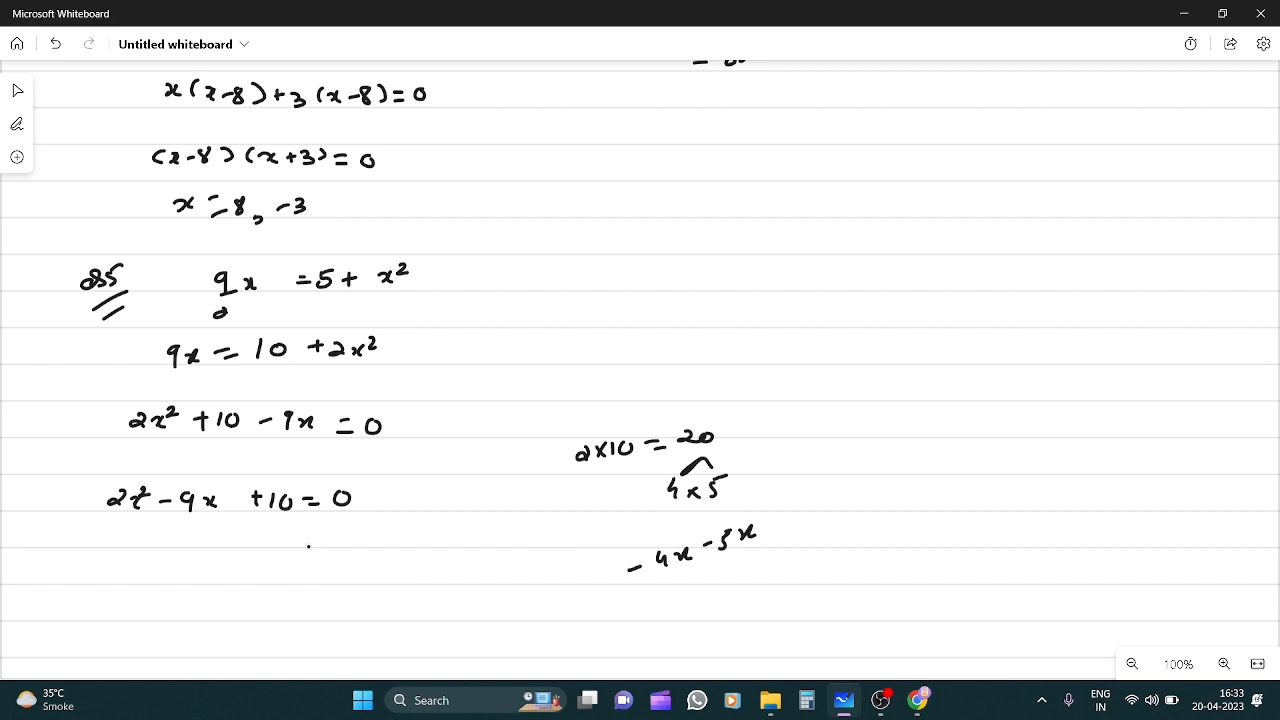 Microsoft Whiteboard
Untitled whiteboard
x(x-8)+3(x-8)=0
(x-8)(x+3)=0
x=8, -3
Q35 9x/2 =5+ x²
9x = 10 +2x²
2x² +10 -9x =0
2x² -9x +10=0
2×10 = 20
4×5
- 4x -5x
100%
35°C
Smoke
Search
ENG
IN
16:33
20-04-2023